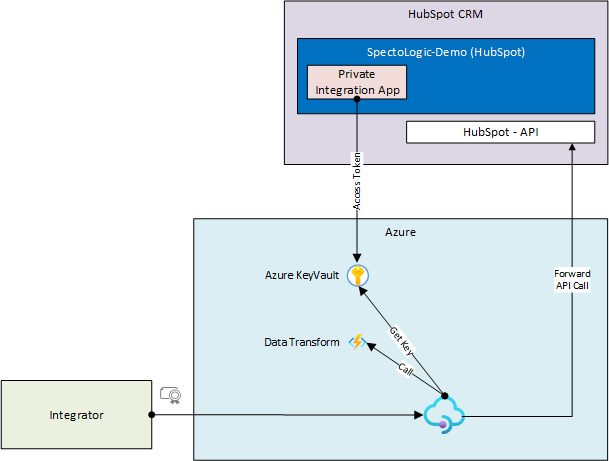 HubSpot CRM
SpectoLogic-Demo (HubSpot)
Private
Integration App
HubSpot - API
Access Token
Azure
Azure KeyVault
Forward
API Call
Get Key
Data Transform
Call
Integrator